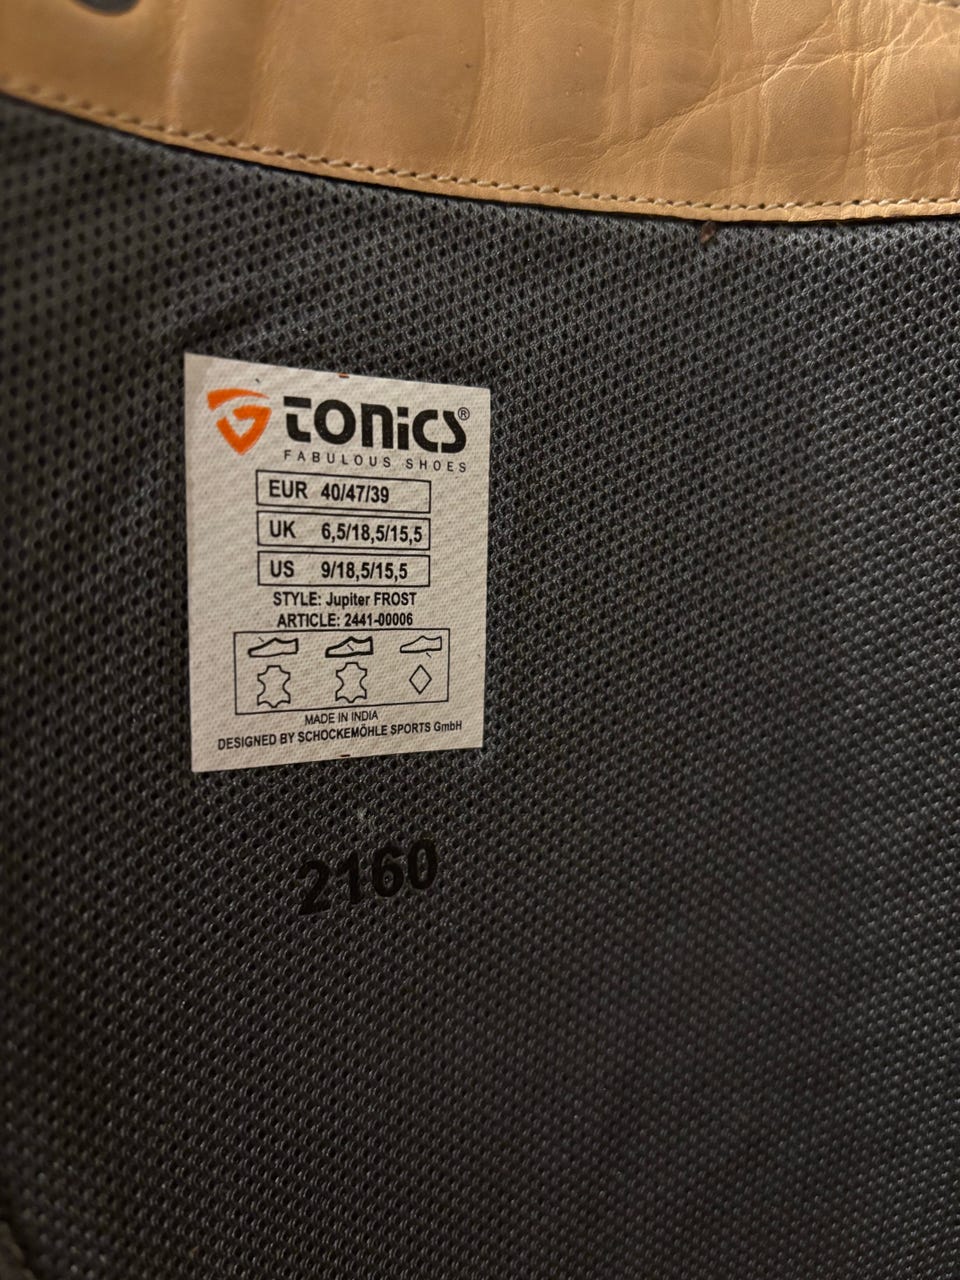 TONiCS®
FABULOUS SHOES
EUR 40/47/39
UK 6,5/18,5/15,5
US 9/18,5/15,5
STYLE: Jupiter FROST
ARTICLE: 2441-00006
MADE IN INDIA
DESIGNED BY SCHOCKEMÖHLE SPORTS GmbH
2160